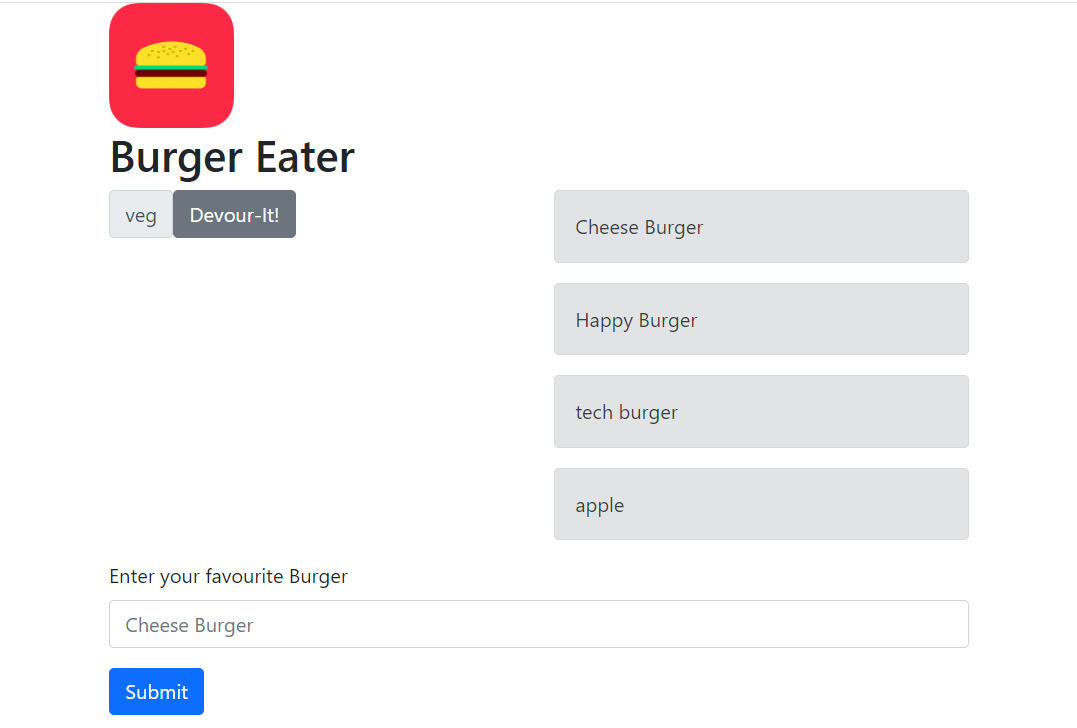 Burger Eater
veg
Devour-It!
Cheese Burger
Happy Burger
tech burger
apple
Enter your favourite Burger
Cheese Burger
Submit